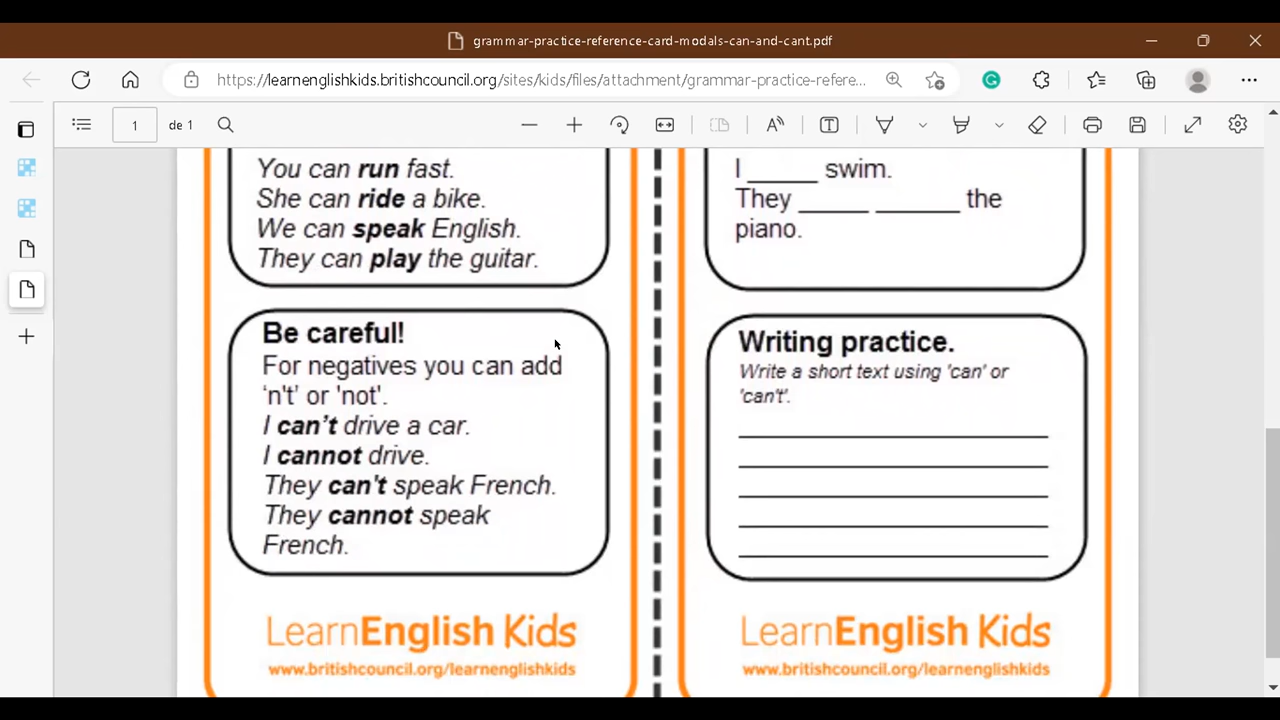 grammar-practice-reference-card-modals-can-and-cant.pdf
https://learnenglishkids.britishcouncil.org/sites/kids/files/attachment/grammar-practice-refere...
1 de 1
You can run fast.
She can ride a bike.
We can speak English.
They can play the guitar.
Be careful!
For negatives you can add
‘n't’ or 'not'.
I can’t drive a car.
I cannot drive.
They can't speak French.
They cannot speak
French.
LearnEnglish Kids
www.britishcouncil.org/learnenglishkids
I _____ swim.
They _____ ______ the
piano.
Writing practice.
Write a short text using 'can' or
'can't'.
LearnEnglish Kids
www.britishcouncil.org/learnenglishkids